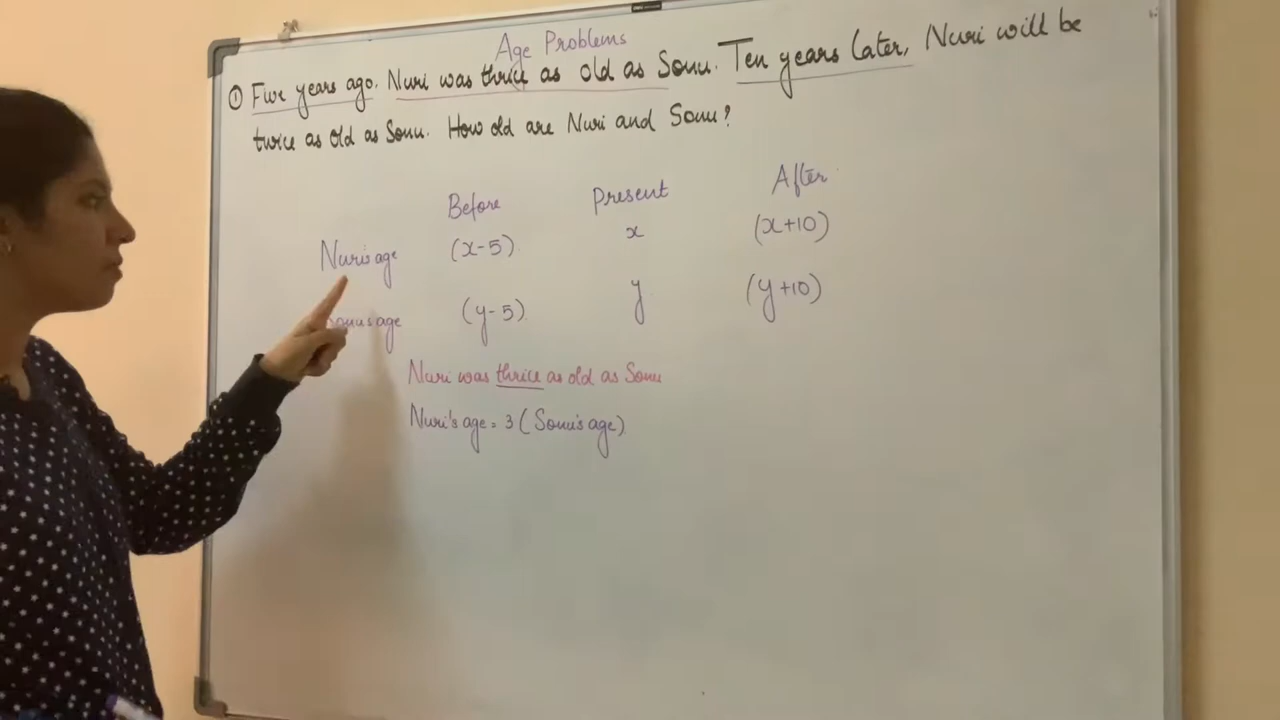 Age Problems
① Five years ago, Nuri was thrice as old as Sonu. Ten years later, Nuri will be
twice as old as Sonu. How old are Nuri and Sonu?
Before Present After
Nuri's age (x-5) x (x+10)
Sonu's age (y-5) y (y+10)
Nuri was thrice as old as Sonu
Nuri's age = 3 (Sonu's age)